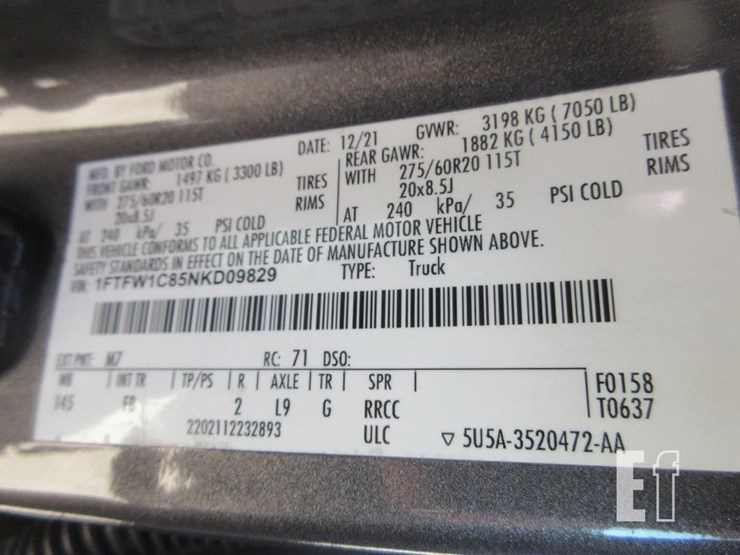 MFD. BY FORD MOTOR CO.
DATE: 12/21 GVWR: 3198 KG ( 7050 LB)
FRONT GAWR: 1497 KG ( 3300 LB)
REAR GAWR: 1882 KG ( 4150 LB)
WITH 275/60R20 115T TIRES
WITH 275/60R20 115T TIRES
20x8.5J RIMS
20x8.5J RIMS
AT 240 kPa/ 35 PSI COLD
AT 240 kPa/ 35 PSI COLD
THIS VEHICLE CONFORMS TO ALL APPLICABLE FEDERAL MOTOR VEHICLE
SAFETY STANDARDS IN EFFECT ON THE DATE OF MANUFACTURE SHOWN ABOVE.
VIN: 1FTFW1C85NKD09829 TYPE: Truck
EXT PNT: M7 RC: 71 DSO:
WB | INT TR | TP/PS | R | AXLE | TR | SPR |
145 FB 2 L9 G RRCC
F0158
T0637
2202112232893 ULC ▽ 5U5A-3520472-AA
Ef